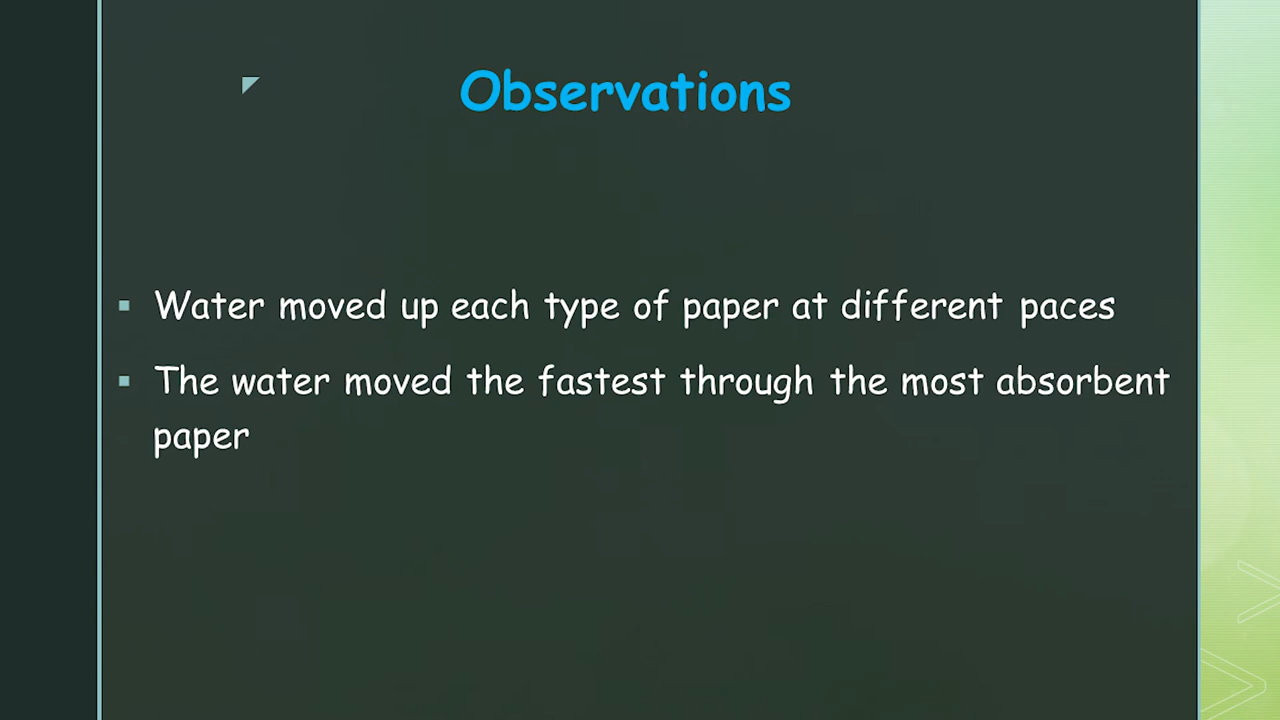 Observations
▪ Water moved up each type of paper at different paces
▪ The water moved the fastest through the most absorbent
paper